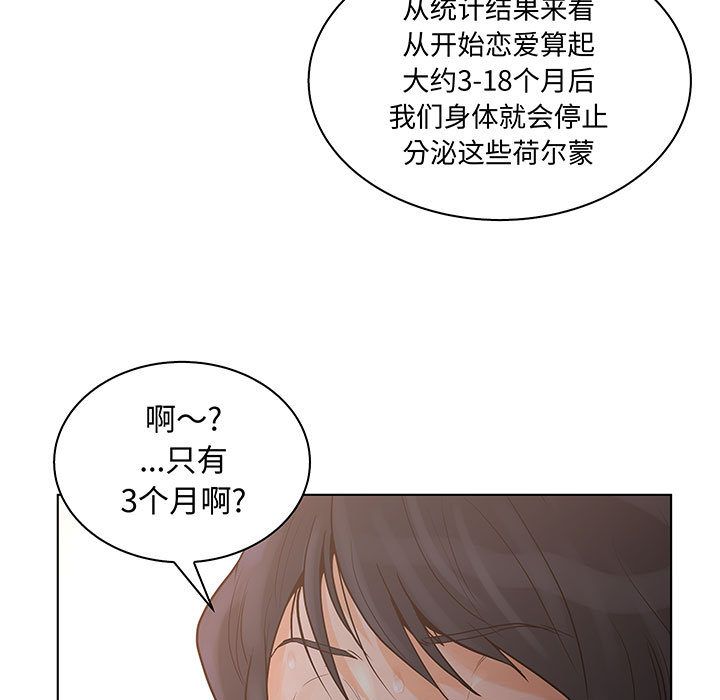 从统计结果来看
从开始恋爱算起
大约3-18个月后
我们身体就会停止
分泌这些荷尔蒙
啊～?
...只有
3个月啊?